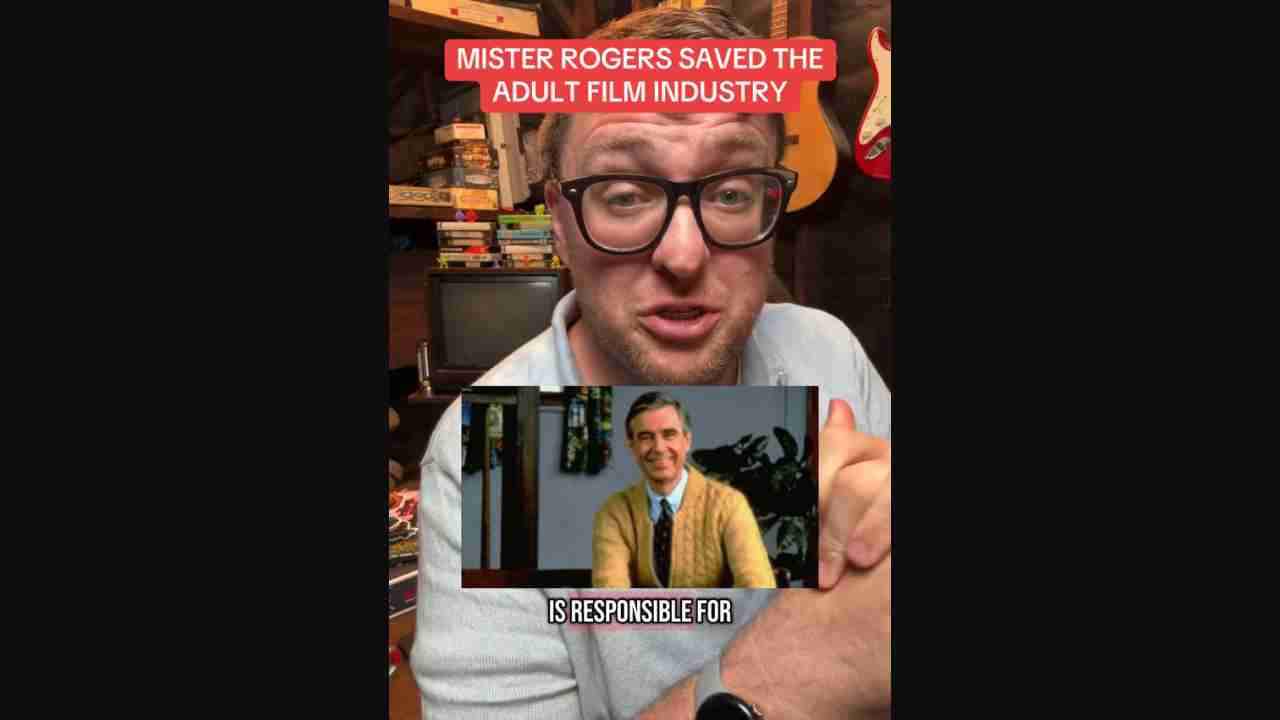 MISTER ROGERS SAVED THE
ADULT FILM INDUSTRY
IS RESPONSIBLE FOR